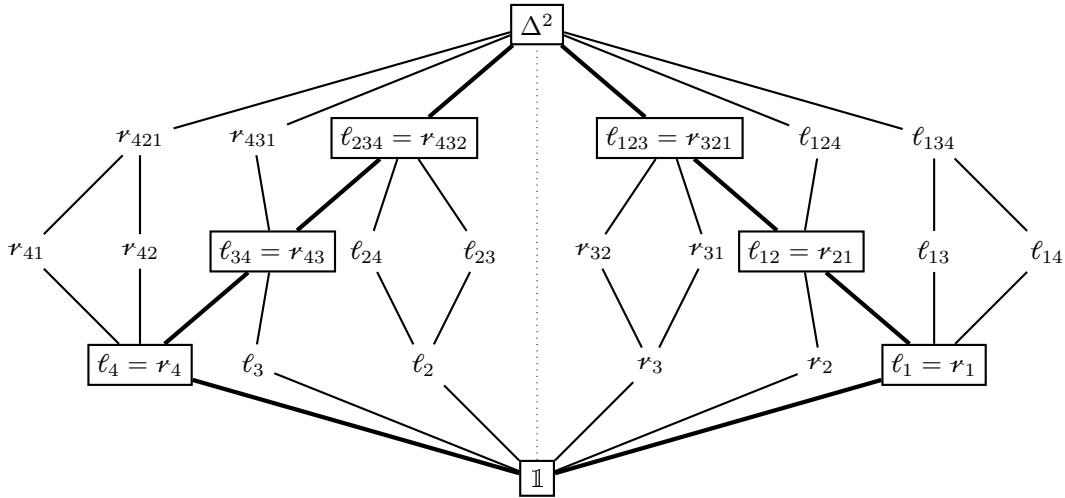 Δ²
𝓇₄₂₁ 𝓇₄₃₁ ℓ₂₃₄ = 𝓇₄₃₂ ℓ₁₂₃ = 𝓇₃₂₁ ℓ₁₂₄ ℓ₁₃₄
𝓇₄₁ 𝓇₄₂ ℓ₃₄ = 𝓇₄₃ ℓ₂₄ ℓ₂₃ 𝓇₃₂ 𝓇₃₁ ℓ₁₂ = 𝓇₂₁ ℓ₁₃ ℓ₁₄
ℓ₄ = 𝓇₄ ℓ₃ ℓ₂ 𝓇₃ 𝓇₂ ℓ₁ = 𝓇₁
𝟙